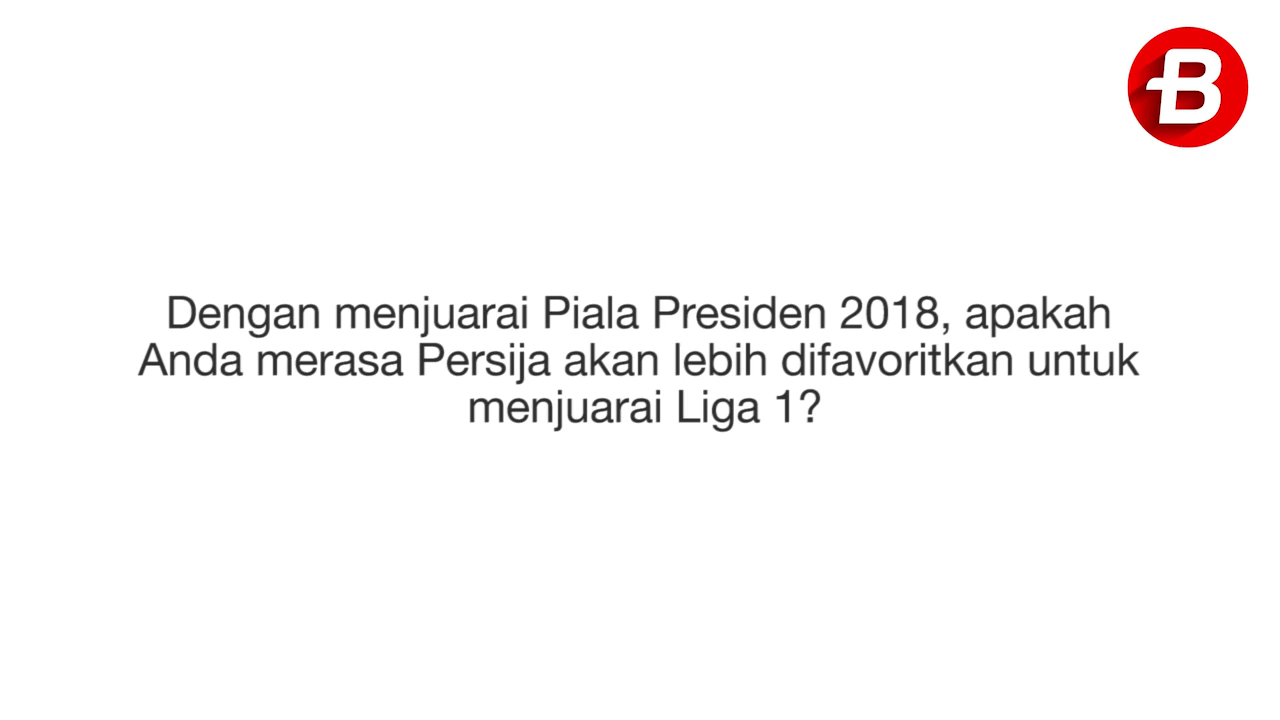 B
Dengan menjuarai Piala Presiden 2018, apakah
Anda merasa Persija akan lebih difavoritkan untuk
menjuarai Liga 1?